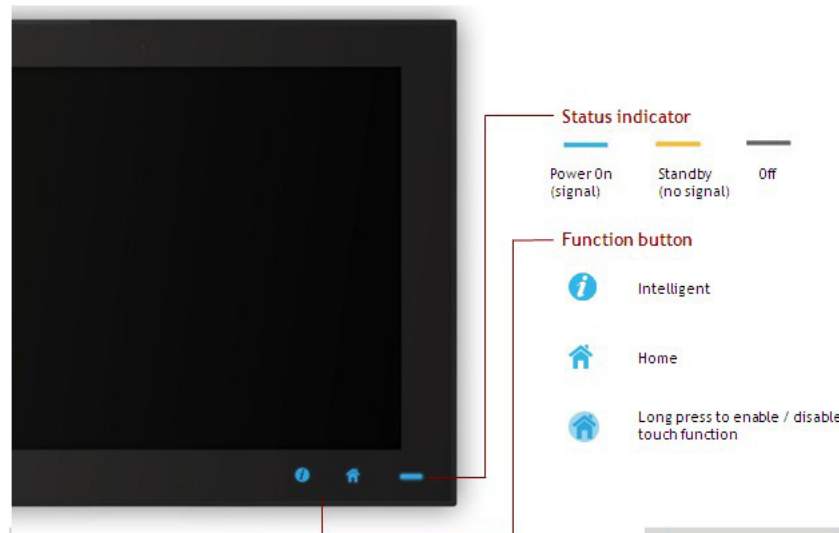 Status indicator
Power On
(signal)
Standby
(no signal)
Off
Function button
Intelligent
Home
Long press to enable / disable
touch function